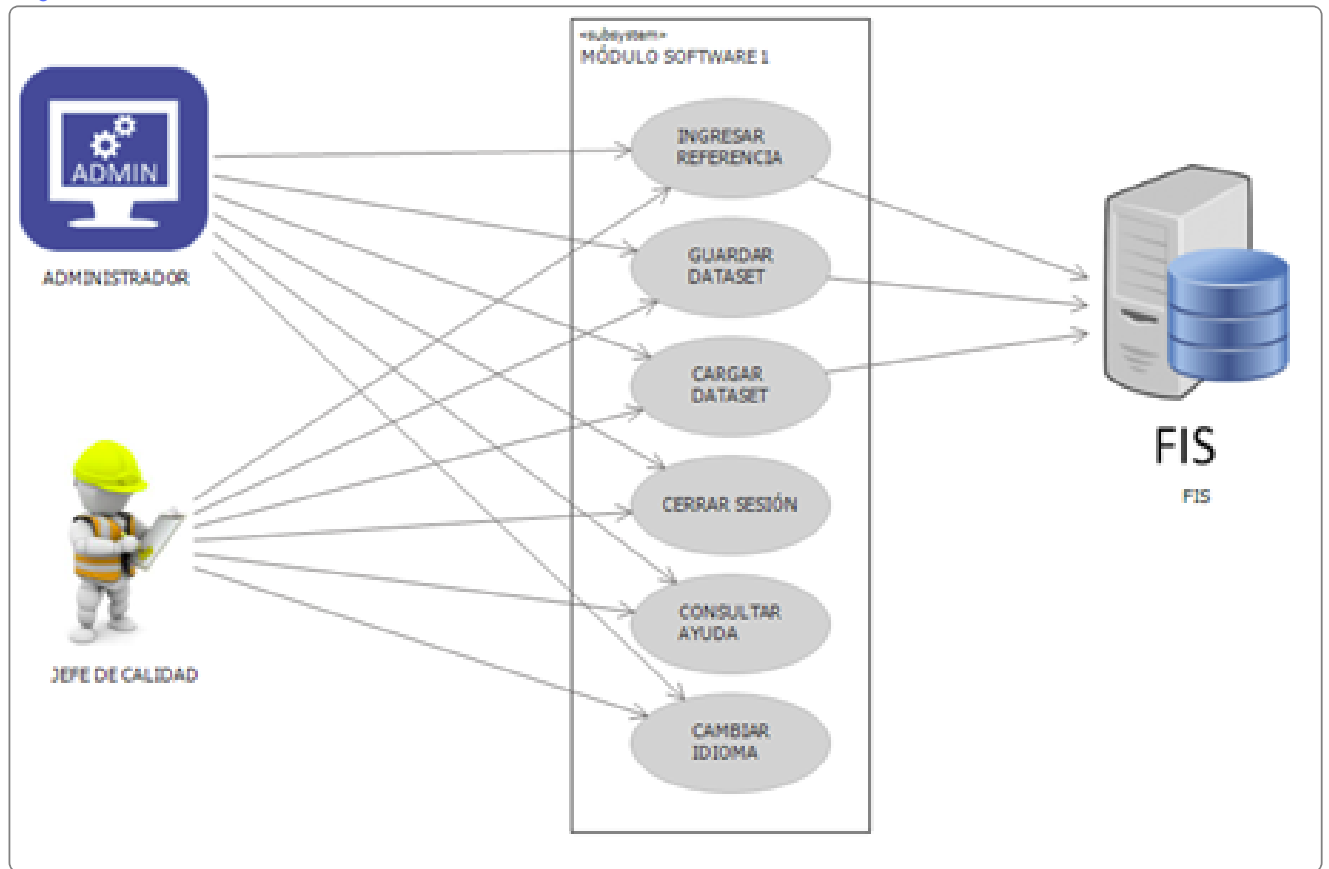 «subsystem»
MÓDULO SOFTWARE 1
INGRESAR
REFERENCIA
ADMIN
ADMINISTRADOR
GUARDAR
DATASET
CARGAR
DATASET
FIS
FIS
CERRAR SESIÓN
CONSULTAR
AYUDA
JEFE DE CALIDAD
CAMBIAR
IDIOMA